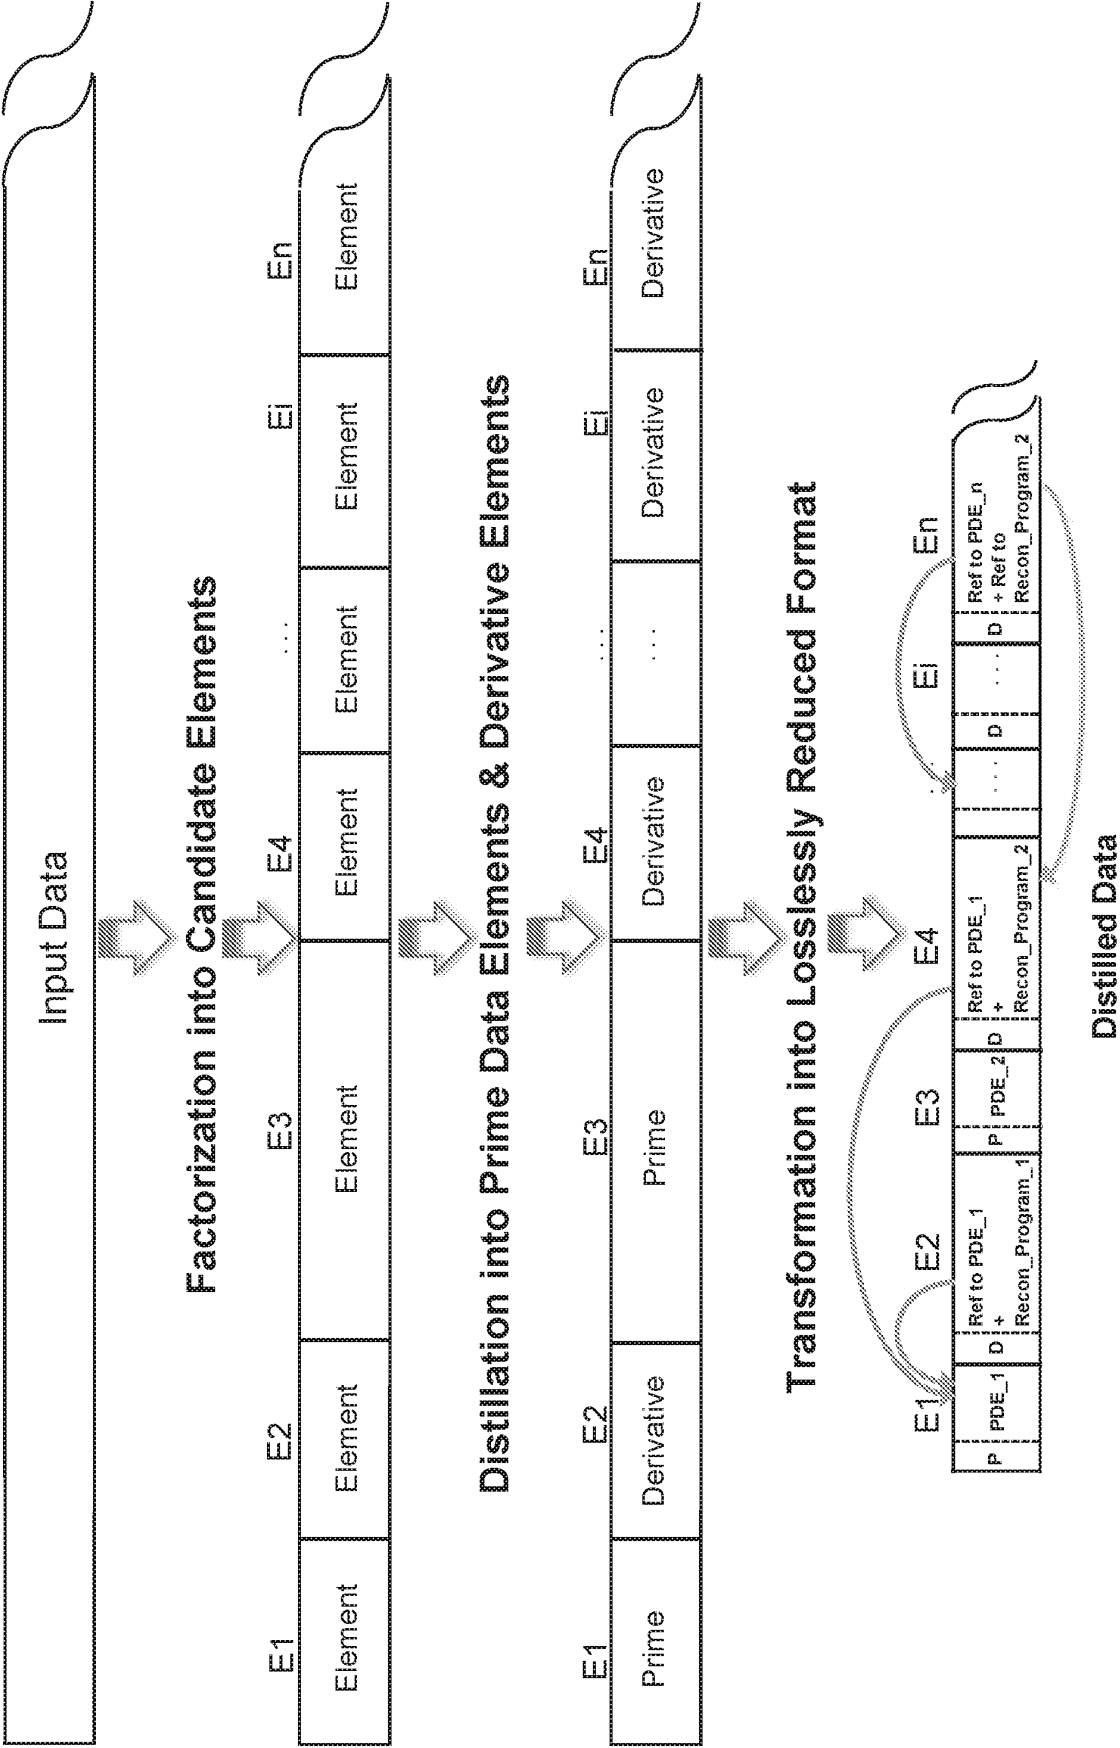 Input Data
Factorization into Candidate Elements
E1 E2 E3 E4 ... Ei En
Element Element Element Element Element Element Element
Distillation into Prime Data Elements & Derivative Elements
E1 E2 E3 E4 ... Ei En
Prime Derivative Prime Derivative ... Derivative Derivative
Transformation into Losslessly Reduced Format
E1 E2 E3 E4 ... Ei En
P PDE_1
D Ref to PDE_1
+
Recon_Program_1
P PDE_2
D Ref to PDE_1
+
Recon_Program_2
...
D ...
D Ref to PDE_n
+ Ref to
Recon_Program_2
Distilled Data